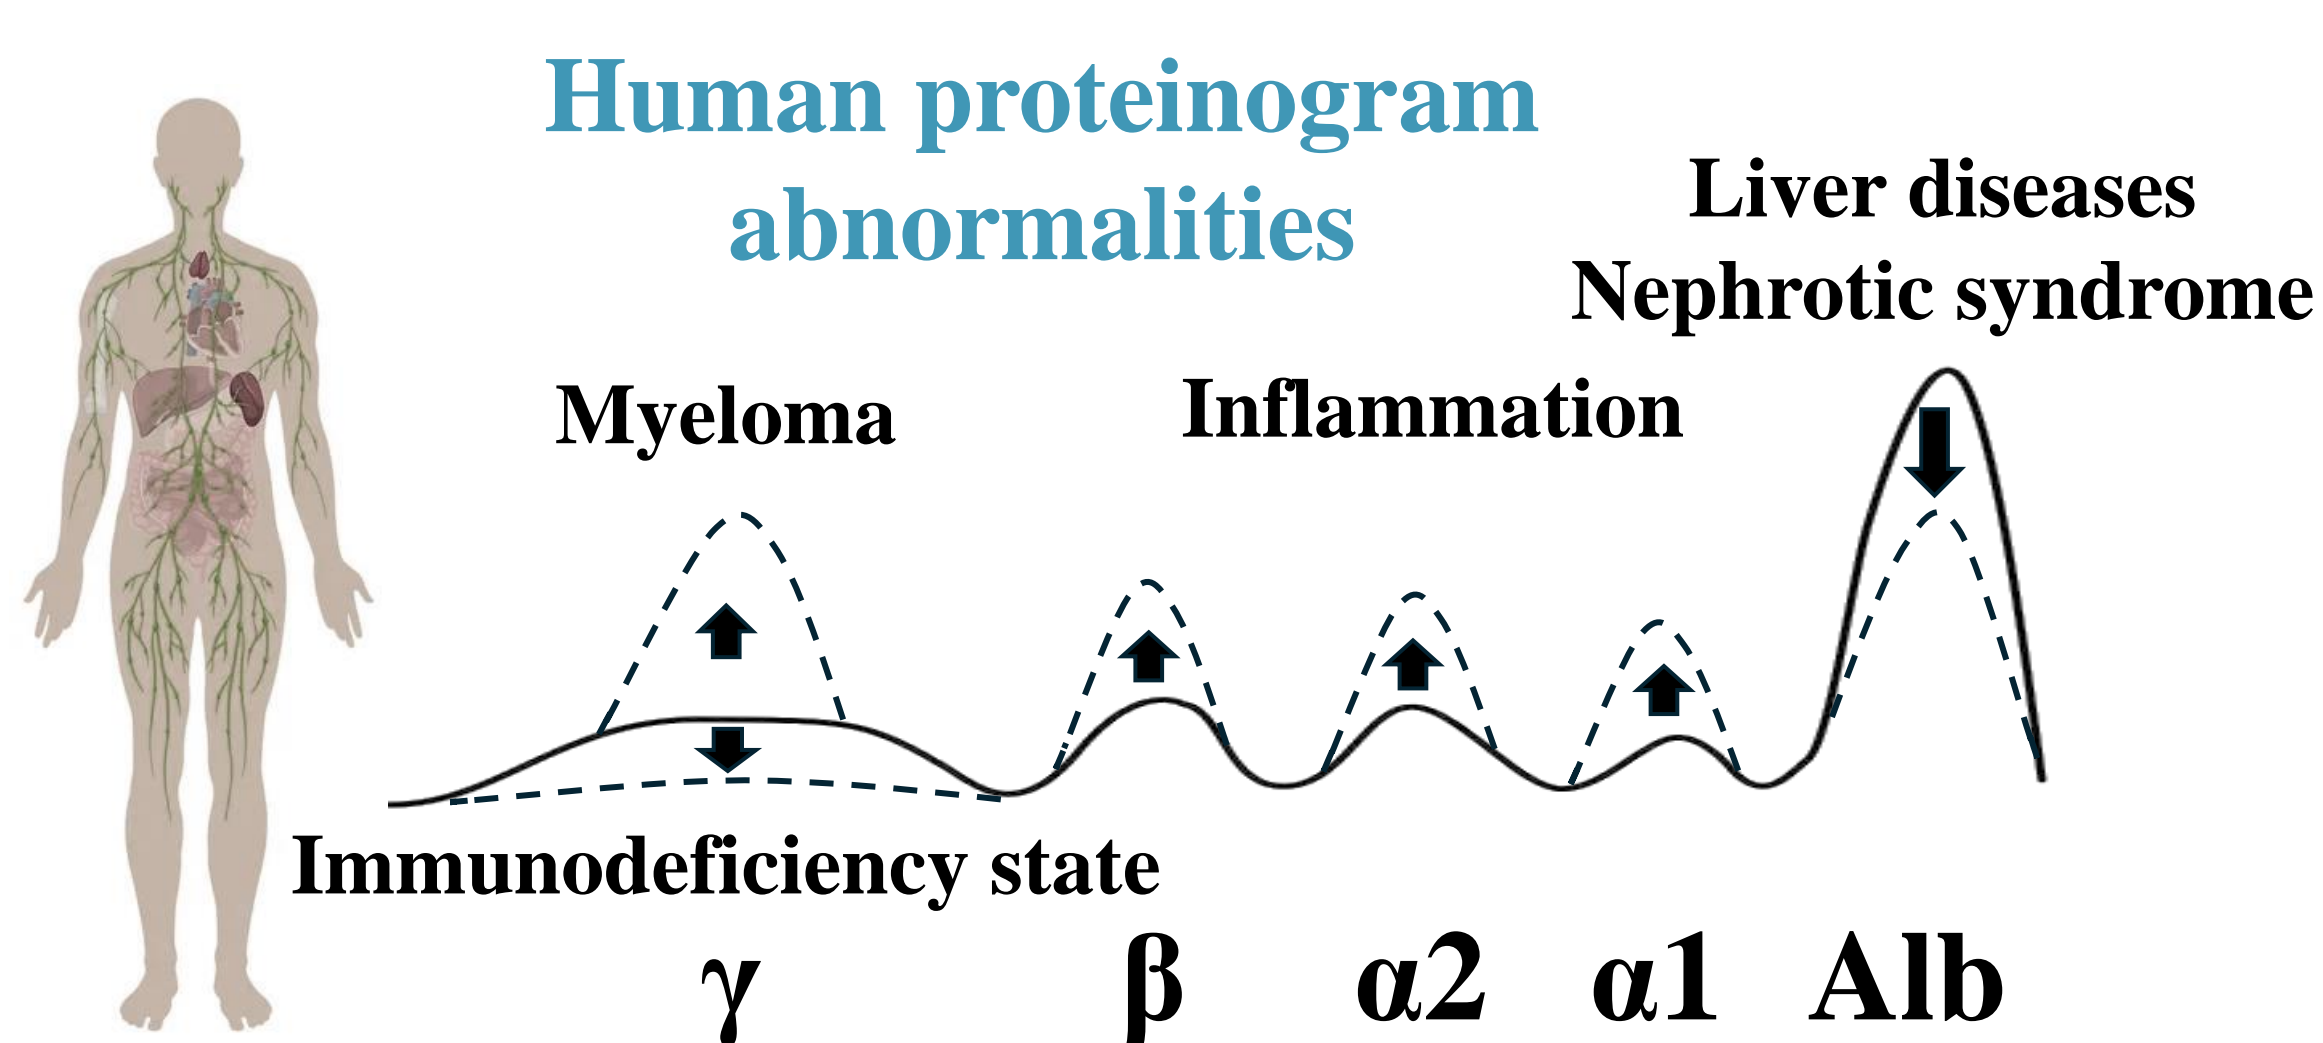 Human proteinogram
abnormalities
Liver diseases
Nephrotic syndrome
Myeloma
Inflammation
Immunodeficiency state
γ β α2 α1 Alb